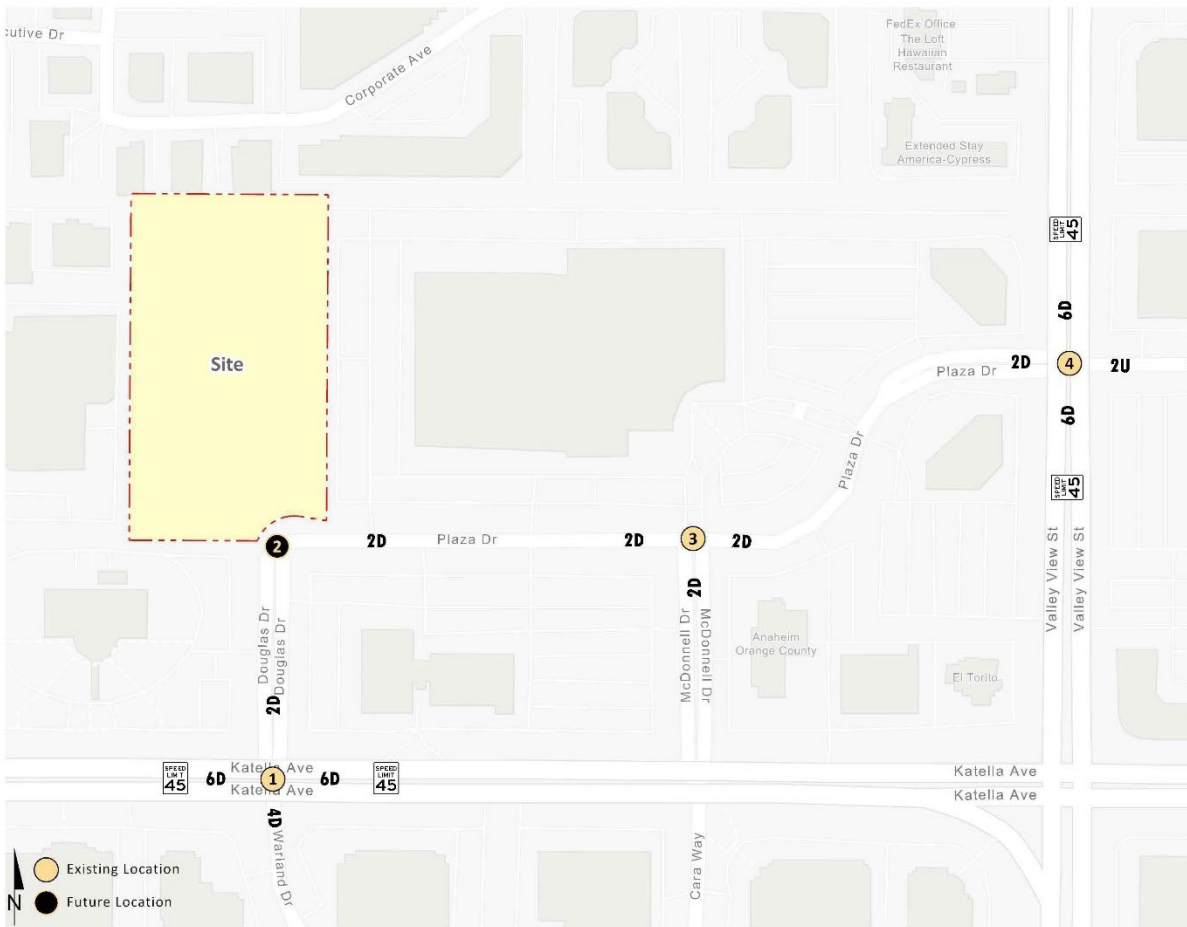 cutive Dr
Corporate Ave
FedEx Office
The Loft
Hawaiian
Restaurant
Extended Stay
America-Cypress
SPEED
LIMIT
45
6D
Site
4
2D
2U
Plaza Dr
6D
Plaza Dr
SPEED
LIMIT
45
2
2D
Plaza Dr
2D
3
2D
2D
Valley View St
Valley View St
Douglas Dr
Douglas Dr
McDonnell Dr
McDonnell Dr
Anaheim
Orange County
El Torito
2D
SPEED
LIMIT
45
6D
Katella Ave
1
Katella Ave
6D
SPEED
LIMIT
45
Katella Ave
Katella Ave
4D
Warland Dr
Cara Way
N
Existing Location
Future Location